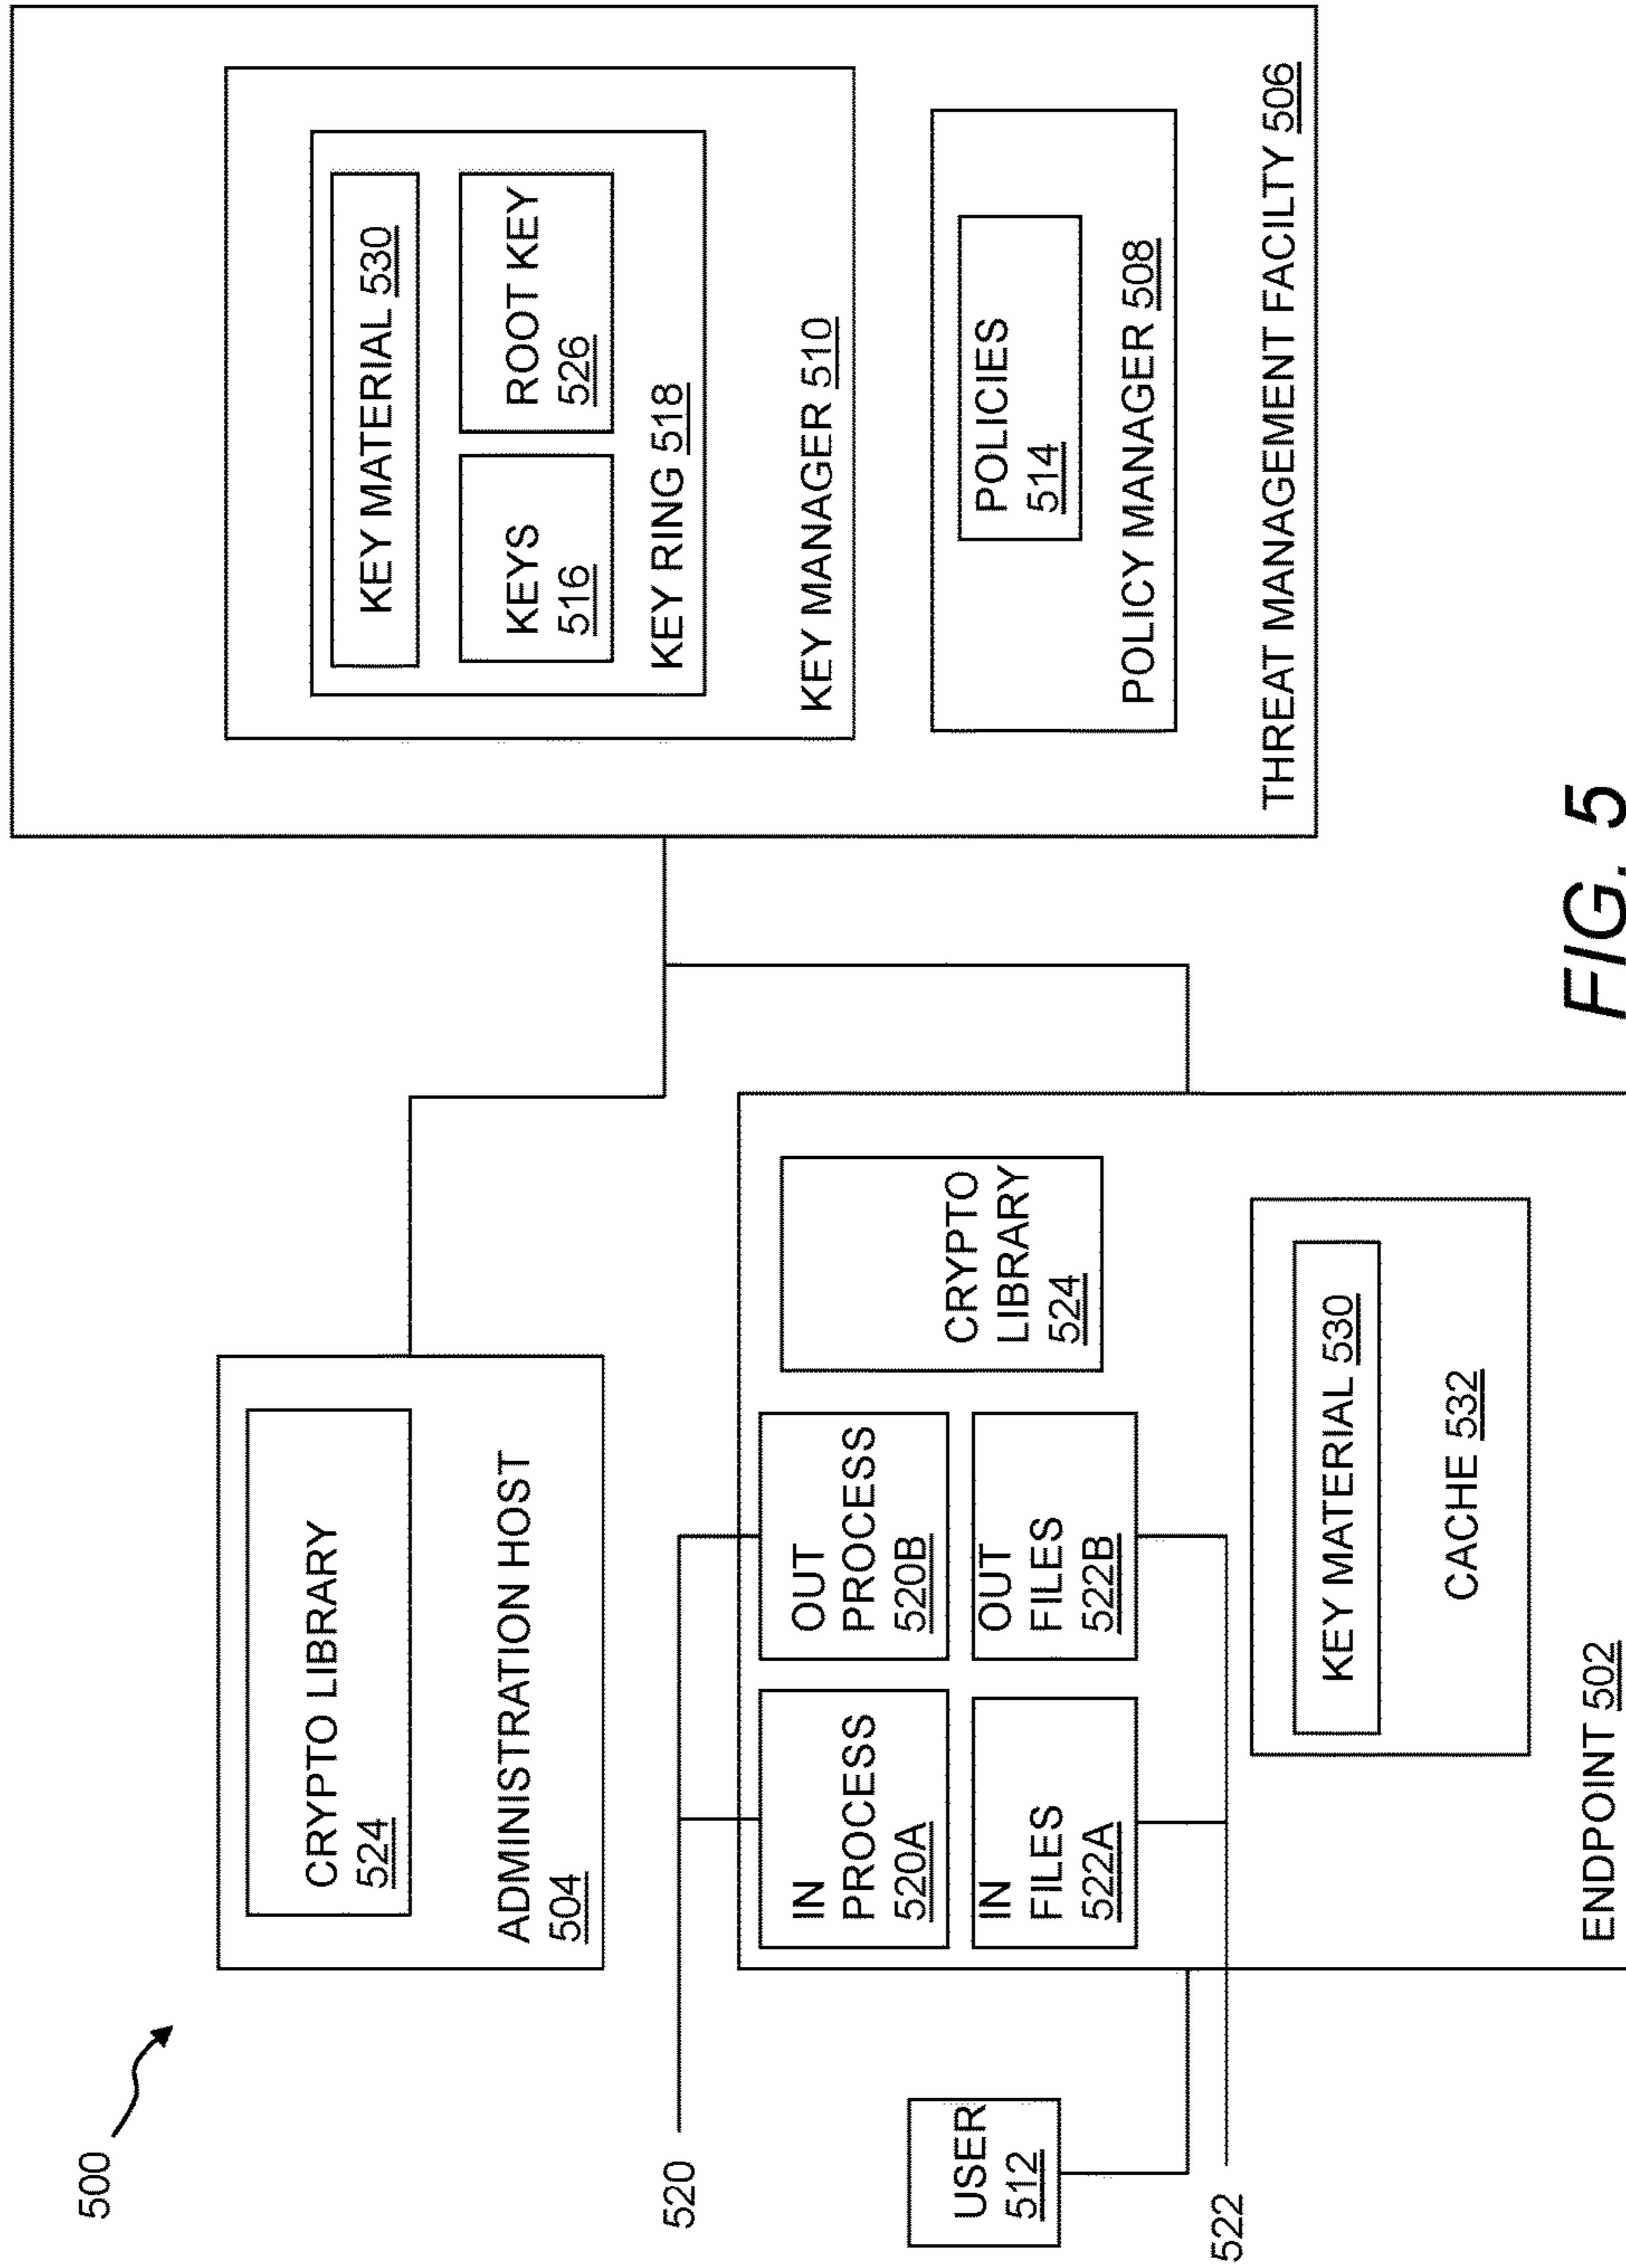 500
CRYPTO LIBRARY
524
ADMINISTRATION HOST
504
520
USER
512
522
IN
PROCESS
520A
OUT
PROCESS
520B
IN
FILES
522A
OUT
FILES
522B
CRYPTO
LIBRARY
524
KEY MATERIAL 530
CACHE 532
ENDPOINT 502
KEY MATERIAL 530
KEYS
516
ROOT KEY
526
KEY RING 518
KEY MANAGER 510
POLICIES
514
POLICY MANAGER 508
THREAT MANAGEMENT FACILTY 506
FIG. 5